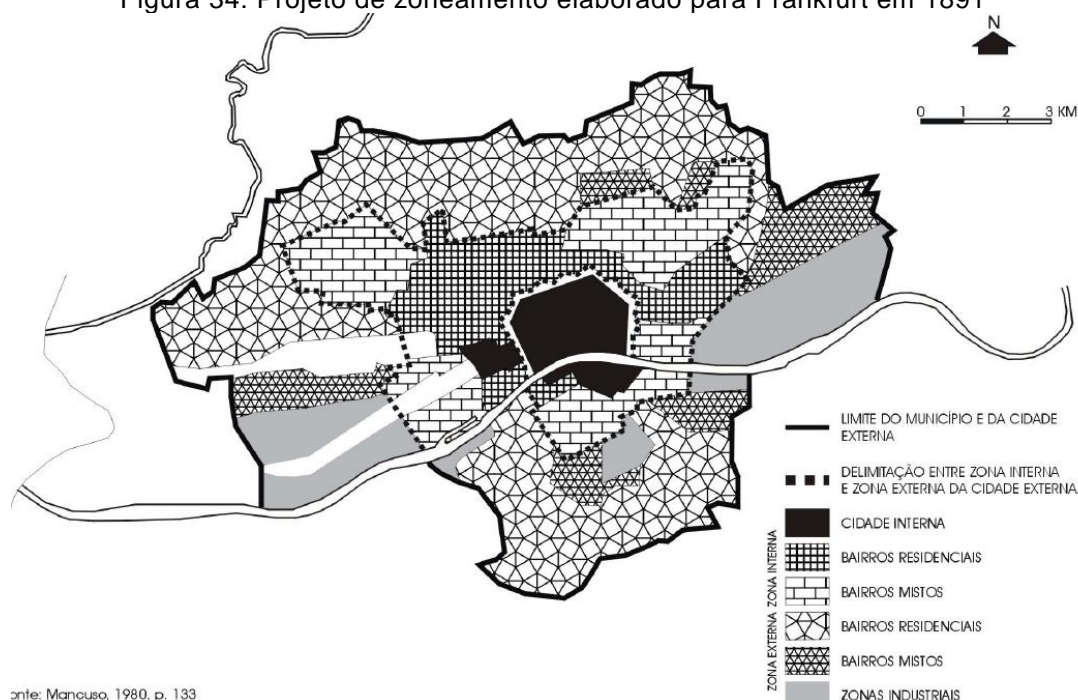 Figura 34: Projeto de zoneamento elaborado para Frankfurt em 1891
N
0 1 2 3 KM
LIMITE DO MUNICÍPIO E DA CIDADE
EXTERNA
DELIMITAÇÃO ENTRE ZONA INTERNA
E ZONA EXTERNA DA CIDADE EXTERNA
CIDADE INTERNA
ZONA INTERNA
BAIRROS RESIDENCIAIS
BAIRROS MISTOS
ZONA EXTERNA
BAIRROS RESIDENCIAIS
BAIRROS MISTOS
ZONAS INDUSTRIAIS
onte: Mancuso, 1980, p. 133